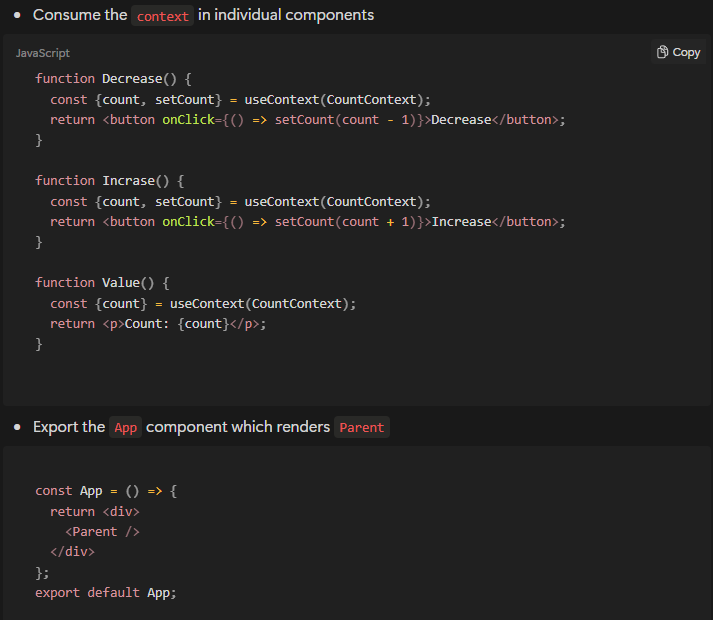 • Consume the context in individual components
JavaScript
Copy
function Decrease() {
  const {count, setCount} = useContext(CountContext);
  return <button onClick={() => setCount(count - 1)}>Decrease</button>;
}

function Incrase() {
  const {count, setCount} = useContext(CountContext);
  return <button onClick={() => setCount(count + 1)}>Increase</button>;
}

function Value() {
  const {count} = useContext(CountContext);
  return <p>Count: {count}</p>;
}

• Export the App component which renders Parent

const App = () => {
  return <div>
    <Parent />
  </div>
};
export default App;